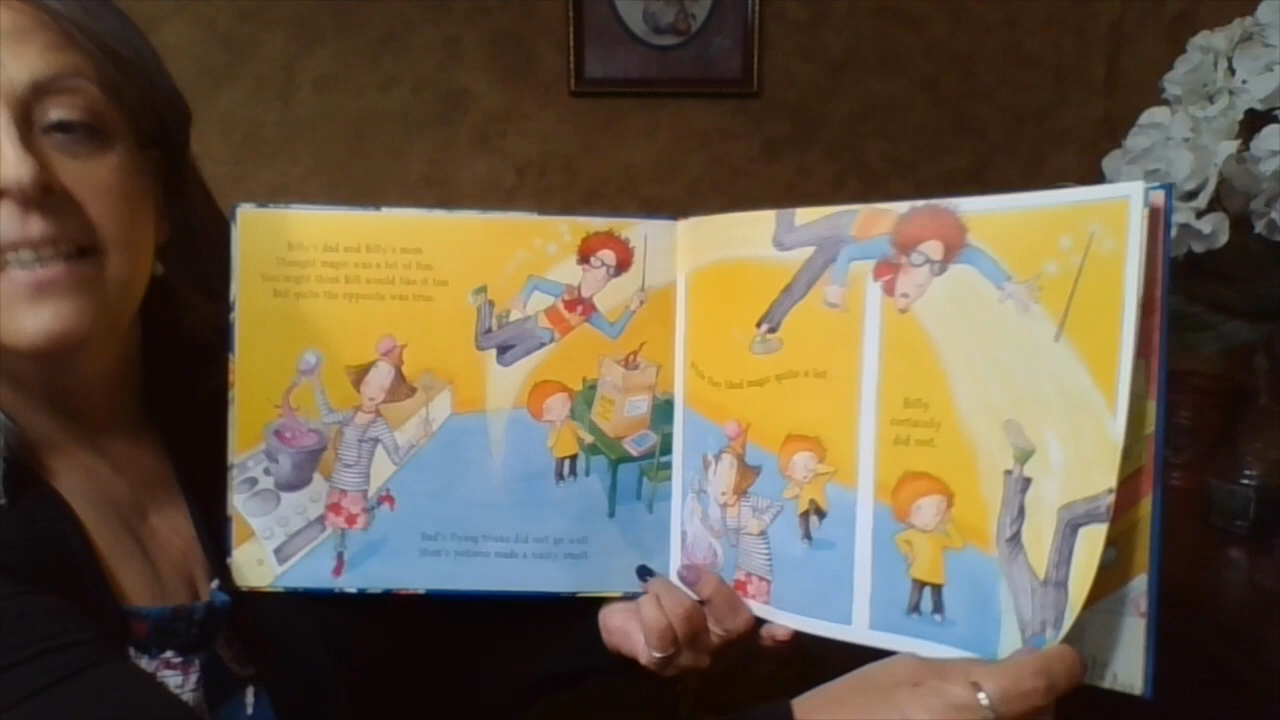 Billy's dad and Billy's mom
Thought magic was a lot of fun.
You might think Bill would like it too
But quite the opposite was true.
Dad's flying tricks did not go well
Mom's potions made a nasty smell.
While they liked magic quite a lot
Billy
certainly
did not.